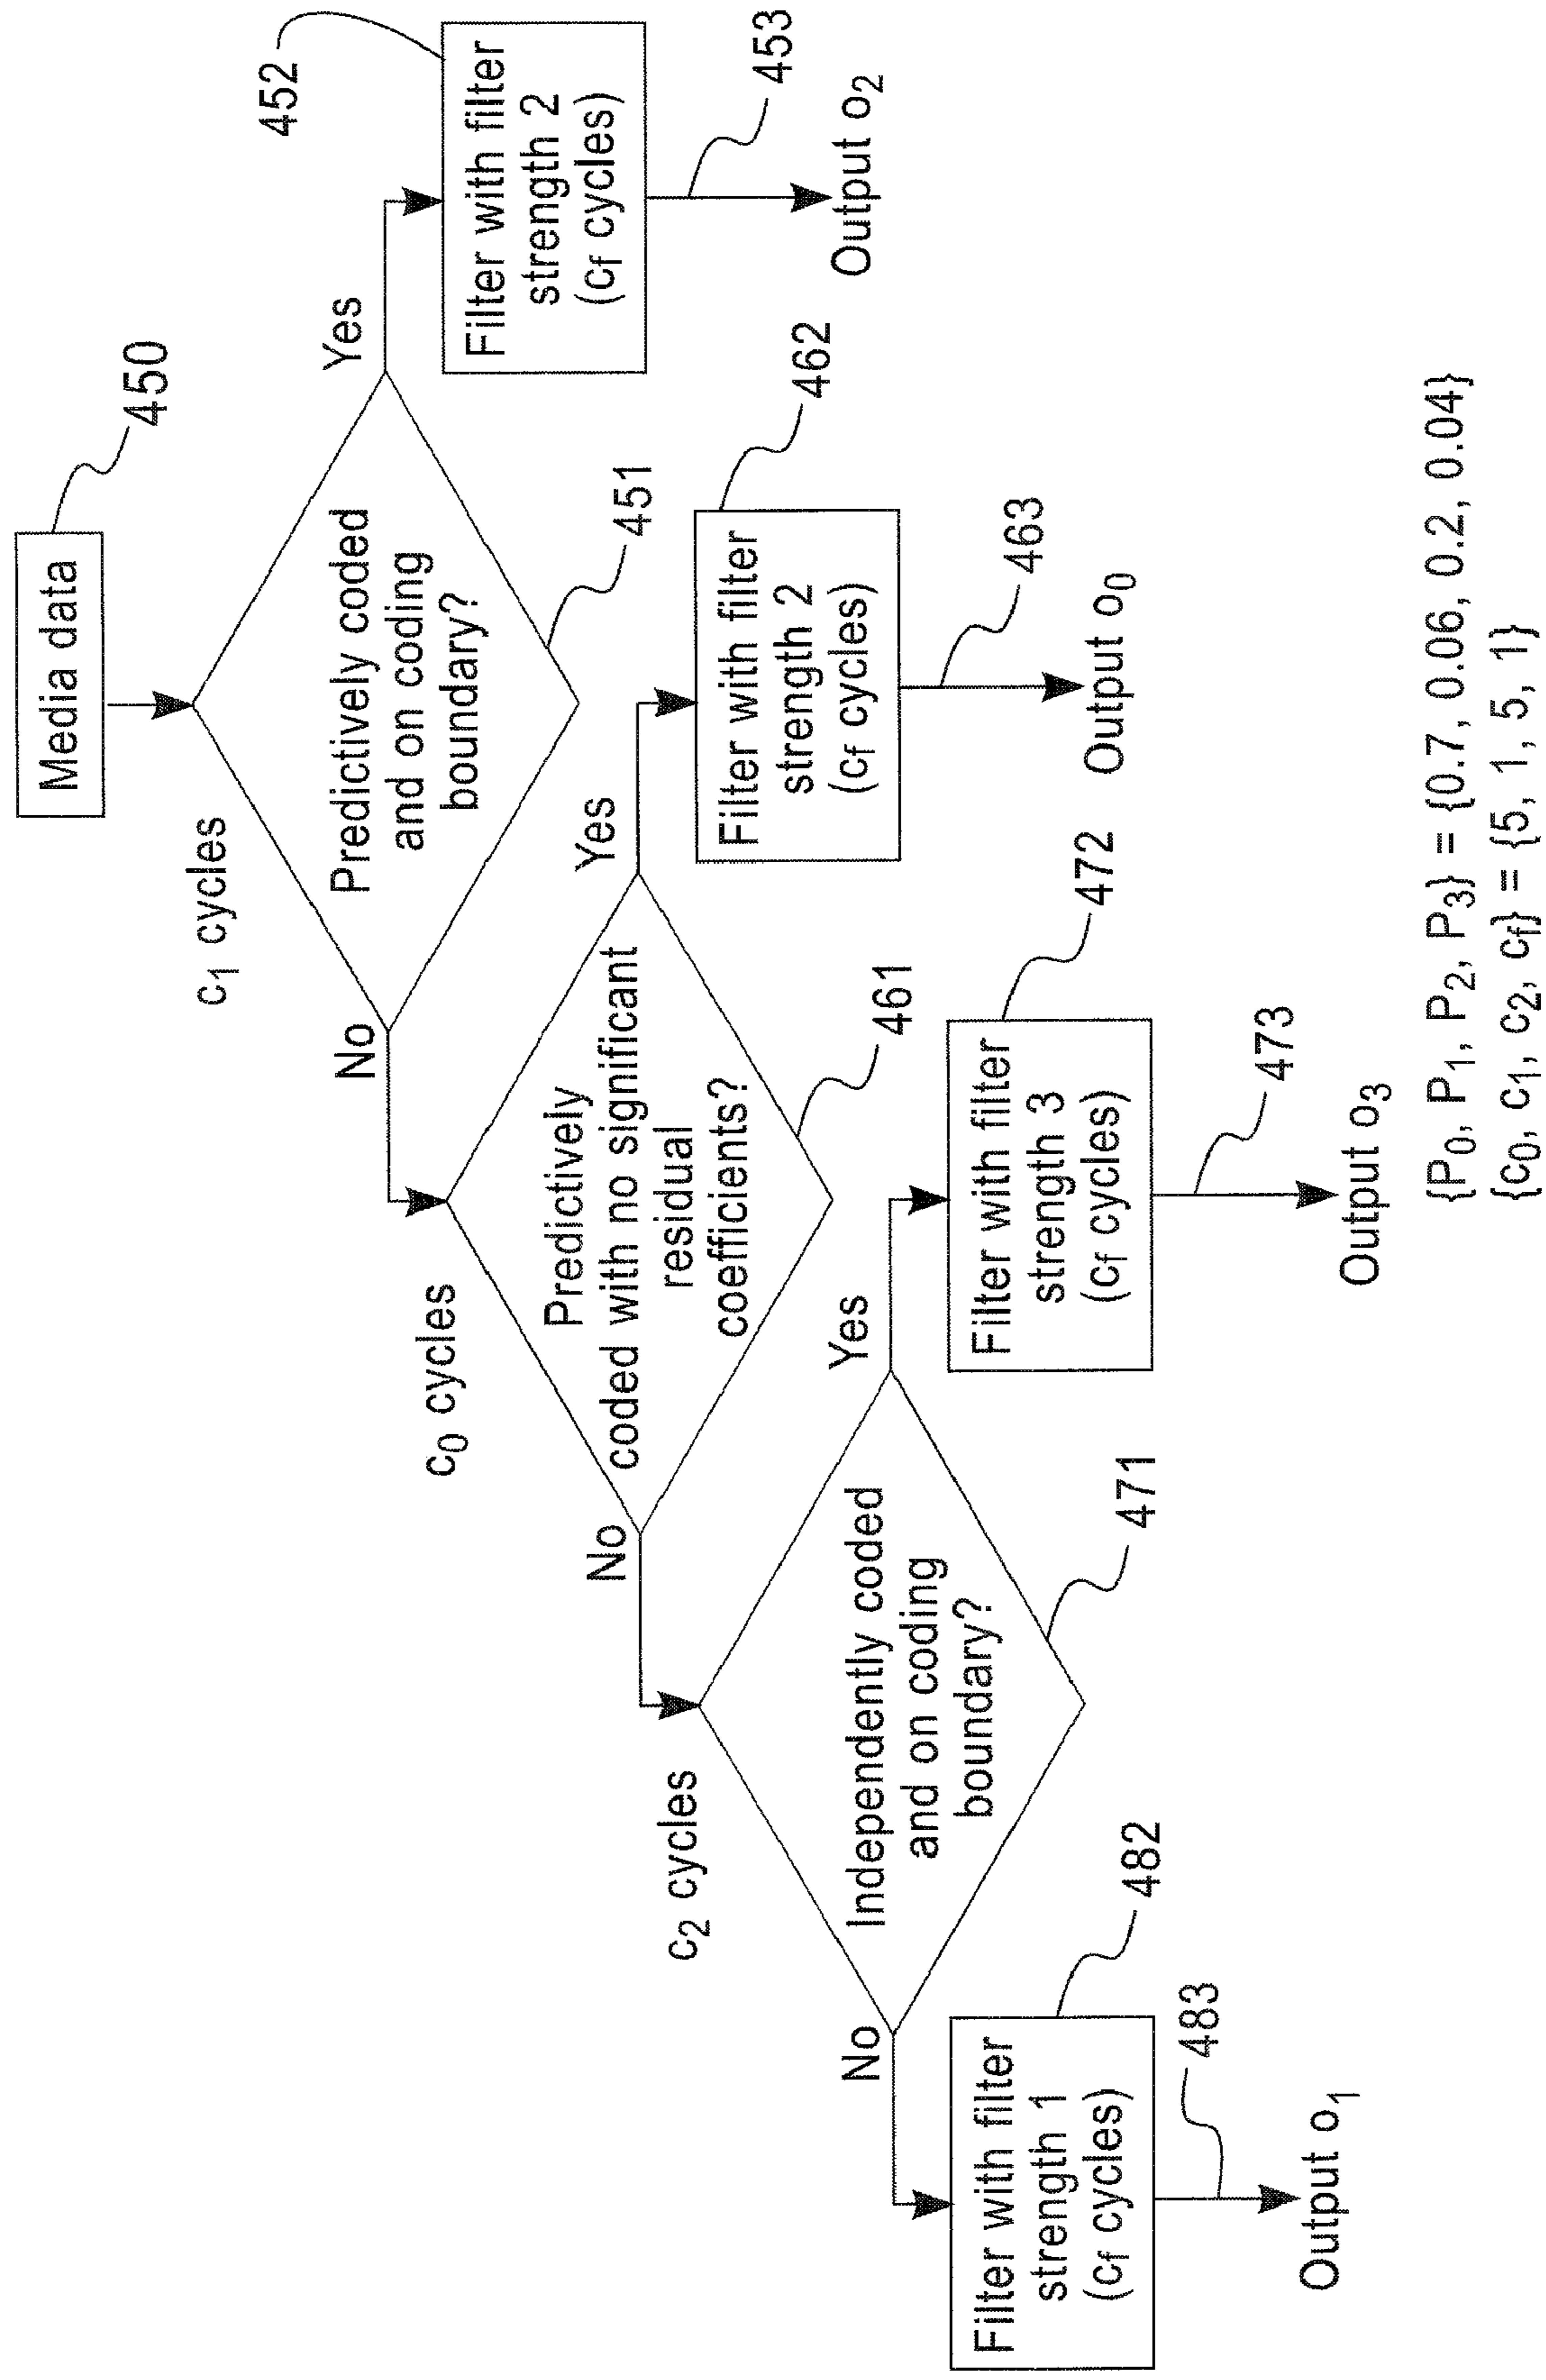 Media data
450
c1 cycles
Predictively coded
and on coding
boundary?
451
Yes
No
452
Filter with filter
strength 2
(cf cycles)
453
Output o2
c0 cycles
Predictively
coded with no significant
residual
coefficients?
461
Yes
No
462
Filter with filter
strength 2
(cf cycles)
463
Output o0
c2 cycles
Independently coded
and on coding
boundary?
471
Yes
No
472
Filter with filter
strength 3
(cf cycles)
473
Output o3
482
Filter with filter
strength 1
(cf cycles)
483
Output o1
{P0, P1, P2, P3} = {0.7, 0.06, 0.2, 0.04}
{c0, c1, c2, cf} = {5, 1, 5, 1}